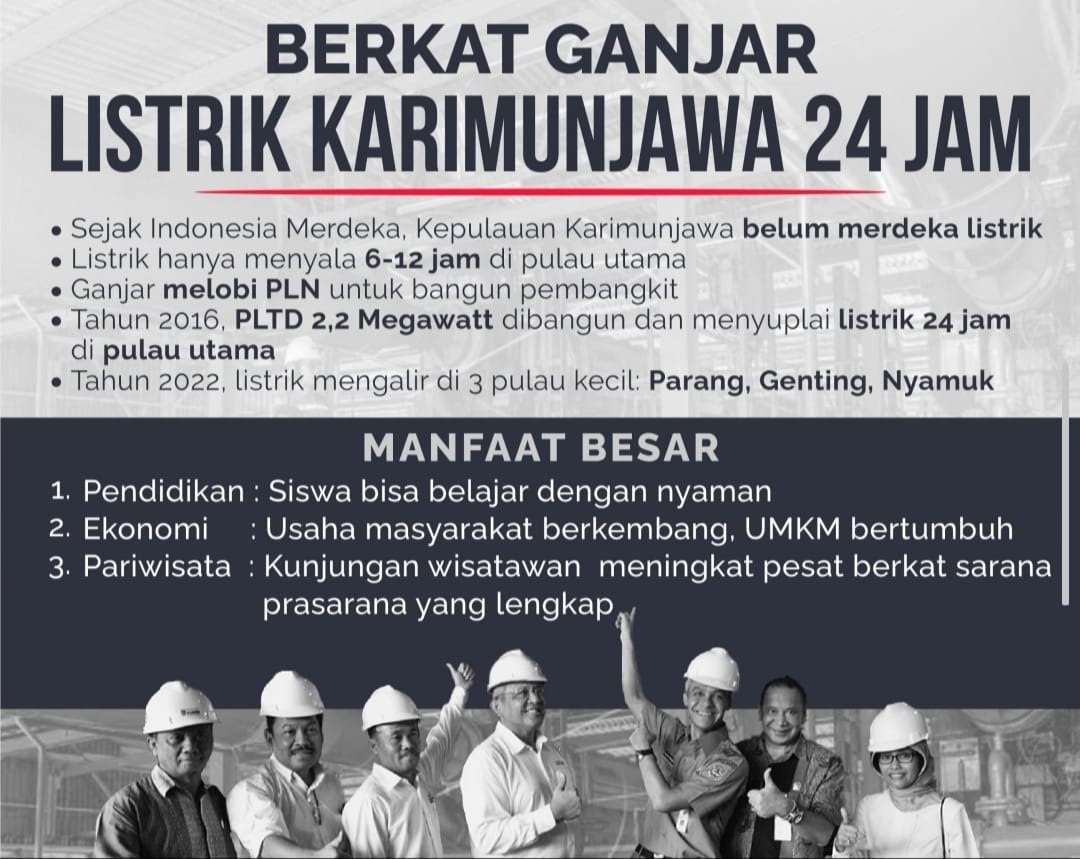 BERKAT GANJAR
LISTRIK KARIMUNJAWA 24 JAM
• Sejak Indonesia Merdeka, Kepulauan Karimunjawa belum merdeka listrik
• Listrik hanya menyala 6-12 jam di pulau utama
• Ganjar melobi PLN untuk bangun pembangkit
• Tahun 2016, PLTD 2,2 Megawatt dibangun dan menyuplai listrik 24 jam
di pulau utama
• Tahun 2022, listrik mengalir di 3 pulau kecil: Parang, Genting, Nyamuk
MANFAAT BESAR
1. Pendidikan : Siswa bisa belajar dengan nyaman
2. Ekonomi : Usaha masyarakat berkembang, UMKM bertumbuh
3. Pariwisata : Kunjungan wisatawan meningkat pesat berkat sarana
prasarana yang lengkap